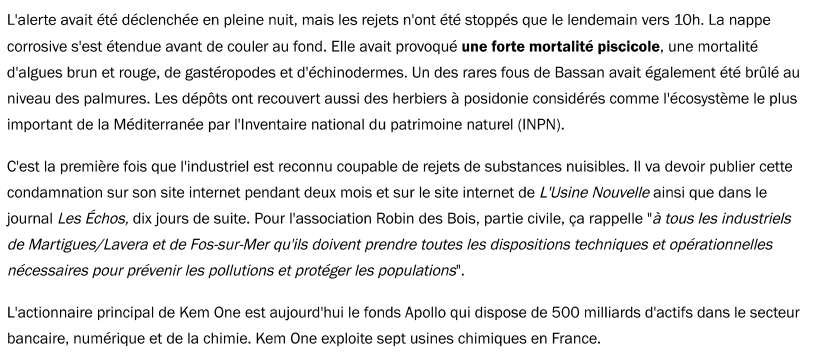 L'alerte avait été déclenchée en pleine nuit, mais les rejets n'ont été stoppés que le lendemain vers 10h. La nappe
corrosive s'est étendue avant de couler au fond. Elle avait provoqué une forte mortalité piscicole, une mortalité
d'algues brun et rouge, de gastéropodes et d'échinodermes. Un des rares fous de Bassan avait également été brûlé au
niveau des palmures. Les dépôts ont recouvert aussi des herbiers à posidonie considérés comme l'écosystème le plus
important de la Méditerranée par l'Inventaire national du patrimoine naturel (INPN).
C'est la première fois que l'industriel est reconnu coupable de rejets de substances nuisibles. Il va devoir publier cette
condamnation sur son site internet pendant deux mois et sur le site internet de L'Usine Nouvelle ainsi que dans le
journal Les Échos, dix jours de suite. Pour l'association Robin des Bois, partie civile, ça rappelle "à tous les industriels
de Martigues/Lavera et de Fos-sur-Mer qu'ils doivent prendre toutes les dispositions techniques et opérationnelles
nécessaires pour prévenir les pollutions et protéger les populations".
L'actionnaire principal de Kem One est aujourd'hui le fonds Apollo qui dispose de 500 milliards d'actifs dans le secteur
bancaire, numérique et de la chimie. Kem One exploite sept usines chimiques en France.